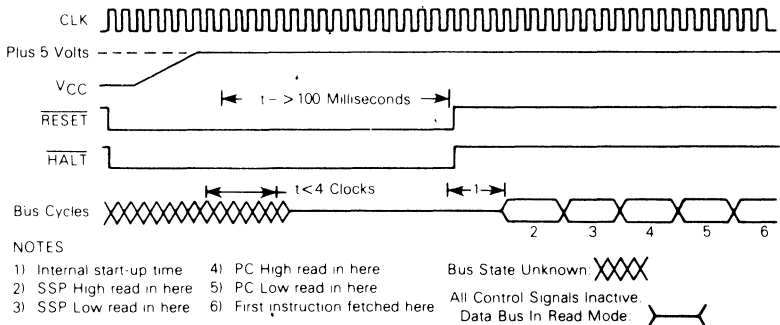 CLK
Plus 5 Volts
VCC
t - > 100 Milliseconds
RESET
HALT
t<4 Clocks
1
Bus Cycles
2 3 4 5 6
NOTES
1) Internal start-up time
2) SSP High read in here
3) SSP Low read in here
4) PC High read in here
5) PC Low read in here
6) First instruction fetched here
Bus State Unknown:
All Control Signals Inactive.
Data Bus In Read Mode: